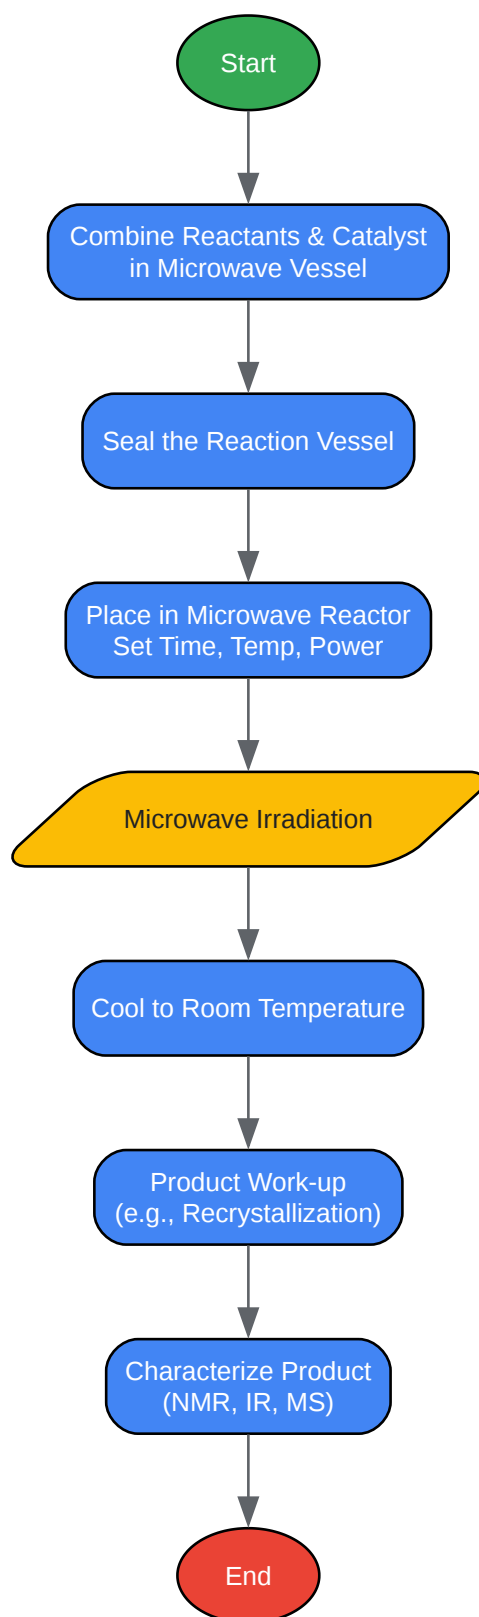 Start
Combine Reactants & Catalyst
in Microwave Vessel
Seal the Reaction Vessel
Place in Microwave Reactor
Set Time, Temp, Power
Microwave Irradiation
Cool to Room Temperature
Product Work-up
(e.g., Recrystallization)
Characterize Product
(NMR, IR, MS)
End